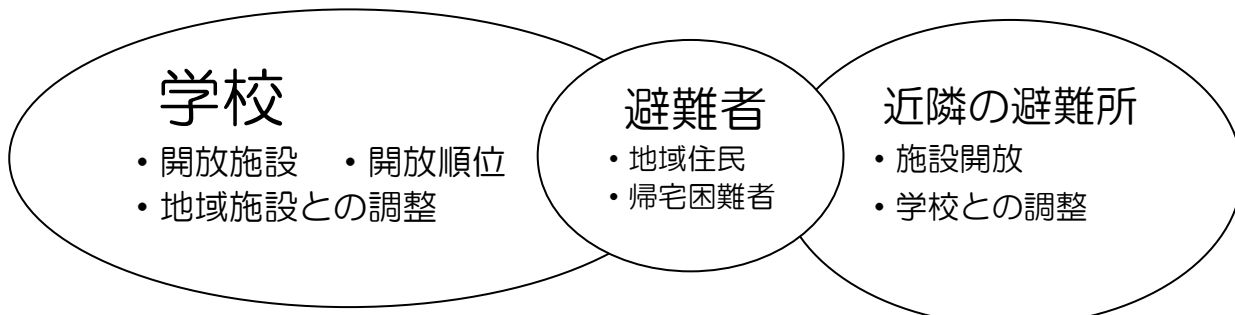 学校
・開放施設　・開放順位
・地域施設との調整
避難者
・地域住民
・帰宅困難者
近隣の避難所
・施設開放
・学校との調整